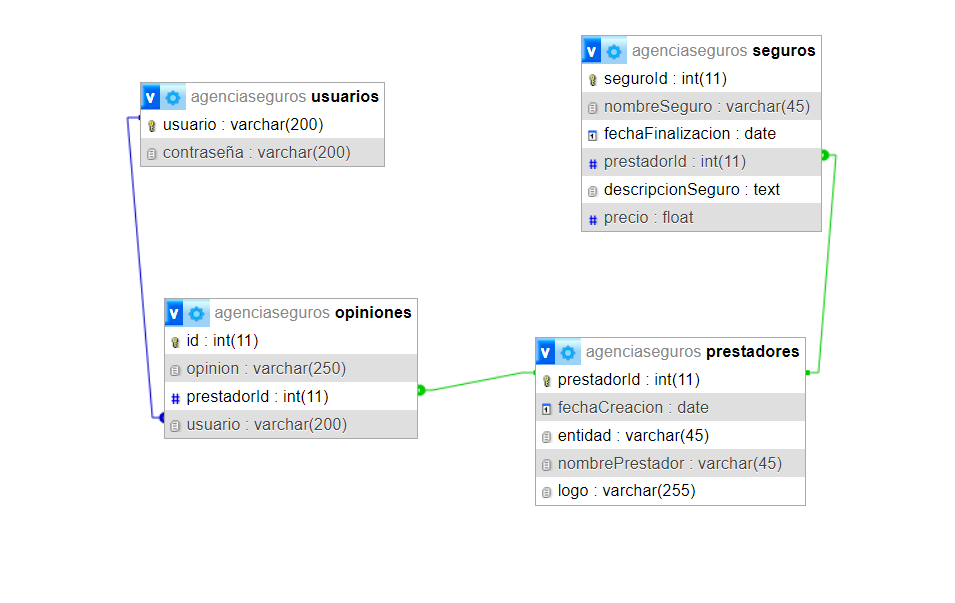 v agenciaseguros usuarios
usuario : varchar(200)
contraseña : varchar(200)
v agenciaseguros seguros
seguroId : int(11)
nombreSeguro : varchar(45)
fechaFinalizacion : date
# prestadorId : int(11)
descripcionSeguro : text
# precio : float
v agenciaseguros opiniones
id : int(11)
opinion : varchar(250)
# prestadorId : int(11)
usuario : varchar(200)
v agenciaseguros prestadores
prestadorId : int(11)
fechaCreacion : date
entidad : varchar(45)
nombrePrestador : varchar(45)
logo : varchar(255)